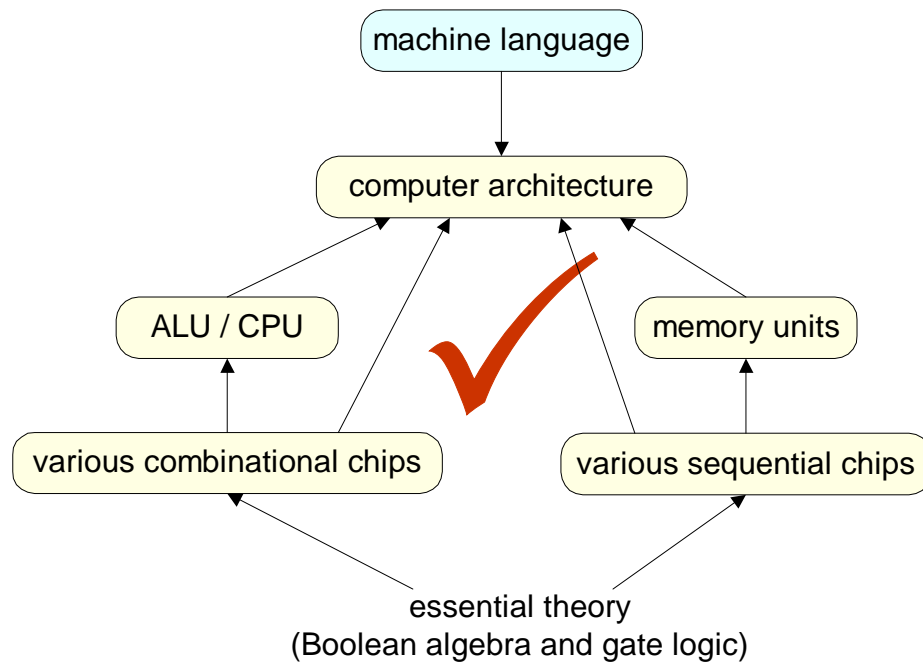 machine language
computer architecture
ALU / CPU
memory units
various combinational chips
various sequential chips
essential theory
(Boolean algebra and gate logic)